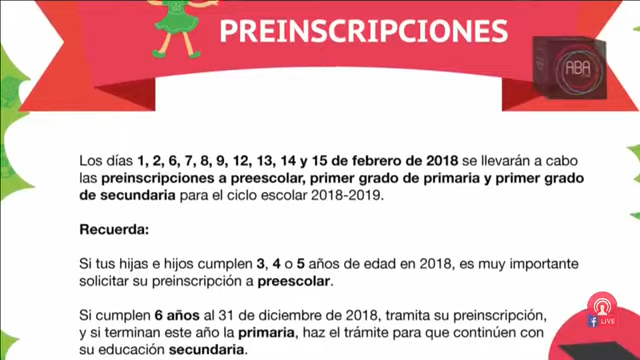 PREINSCRIPCIONES
ABA
Los días 1, 2, 6, 7, 8, 9, 12, 13, 14 y 15 de febrero de 2018 se llevarán a cabo
las preinscripciones a preescolar, primer grado de primaria y primer grado
de secundaria para el ciclo escolar 2018-2019.
Recuerda:
Si tus hijas e hijos cumplen 3, 4 o 5 años de edad en 2018, es muy importante
solicitar su preinscripción a preescolar.
Si cumplen 6 años al 31 de diciembre de 2018, tramita su preinscripción,
y si terminan este año la primaria, haz el trámite para que continúen con
su educación secundaria.
f LIVE